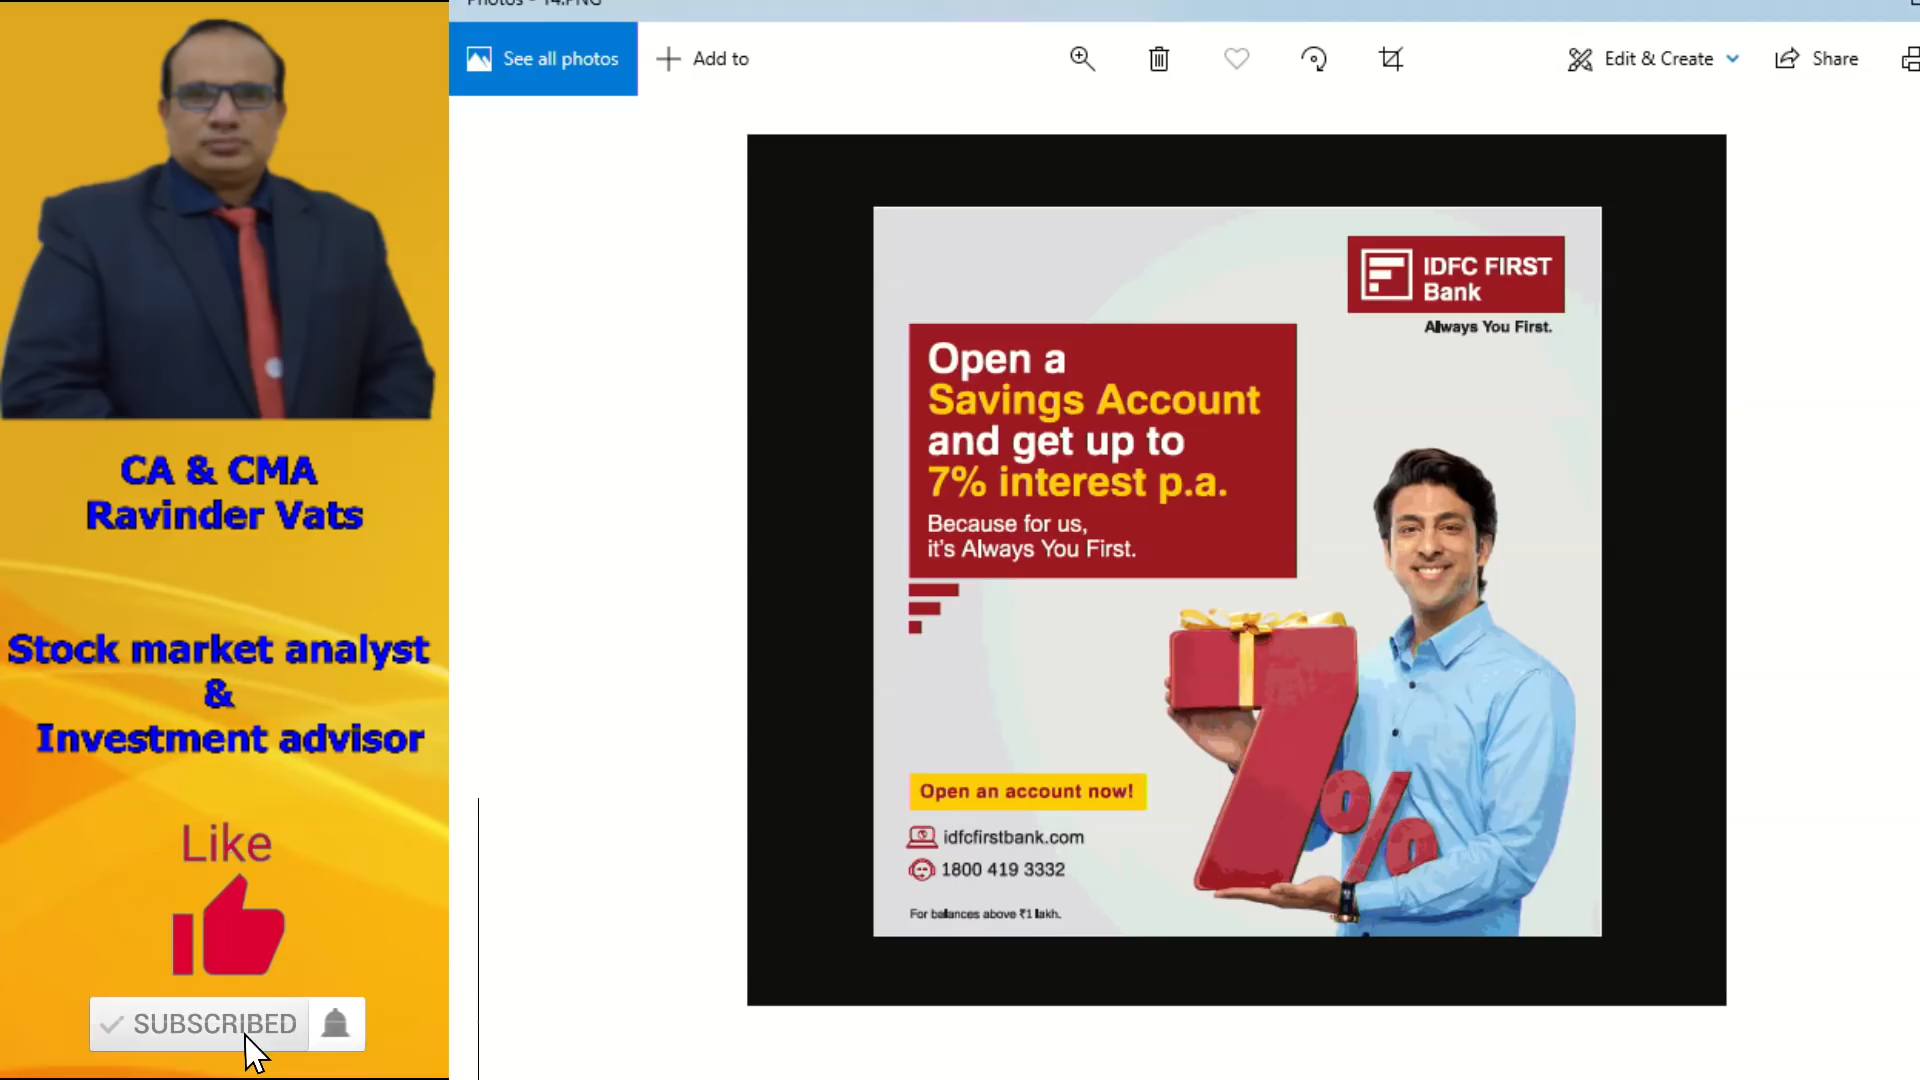 CA & CMA
Ravinder Vats
Stock market analyst
&
Investment advisor
Like
SUBSCRIBED
See all photos
Add to
Edit & Create
Share
IDFC FIRST
Bank
Always You First.
Open a
Savings Account
and get up to
7% interest p.a.
Because for us,
it's Always You First.
7%
Open an account now!
idfcfirstbank.com
1800 419 3332
For balances above ₹1 lakh.